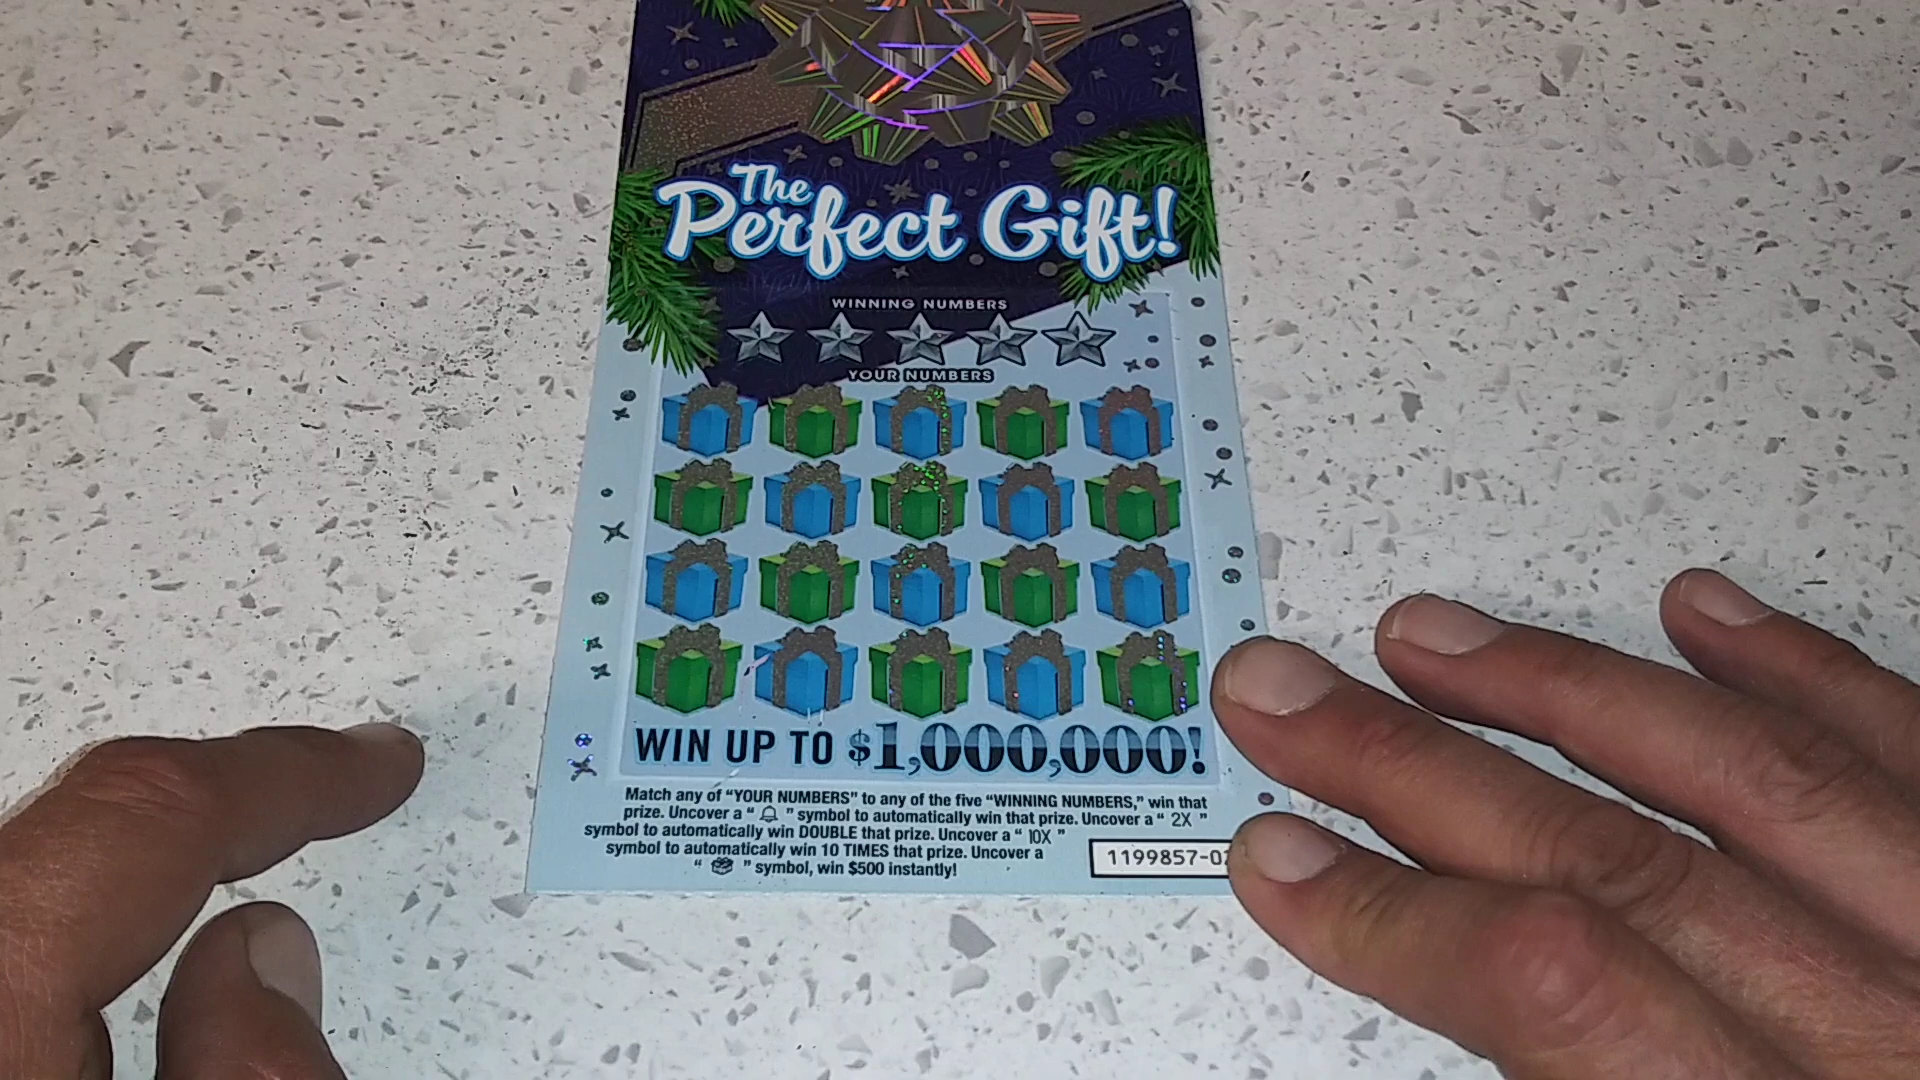 The
Perfect Gift!
WINNING NUMBERS
YOUR NUMBERS
WIN UP TO $1,000,000!
Match any of “YOUR NUMBERS” to any of the five “WINNING NUMBERS,” win that
prize. Uncover a “ ” symbol to automatically win that prize. Uncover a “ 2X ”
symbol to automatically win DOUBLE that prize. Uncover a “ 10X ”
symbol to automatically win 10 TIMES that prize. Uncover a
“ ” symbol, win $500 instantly!
1199857-0